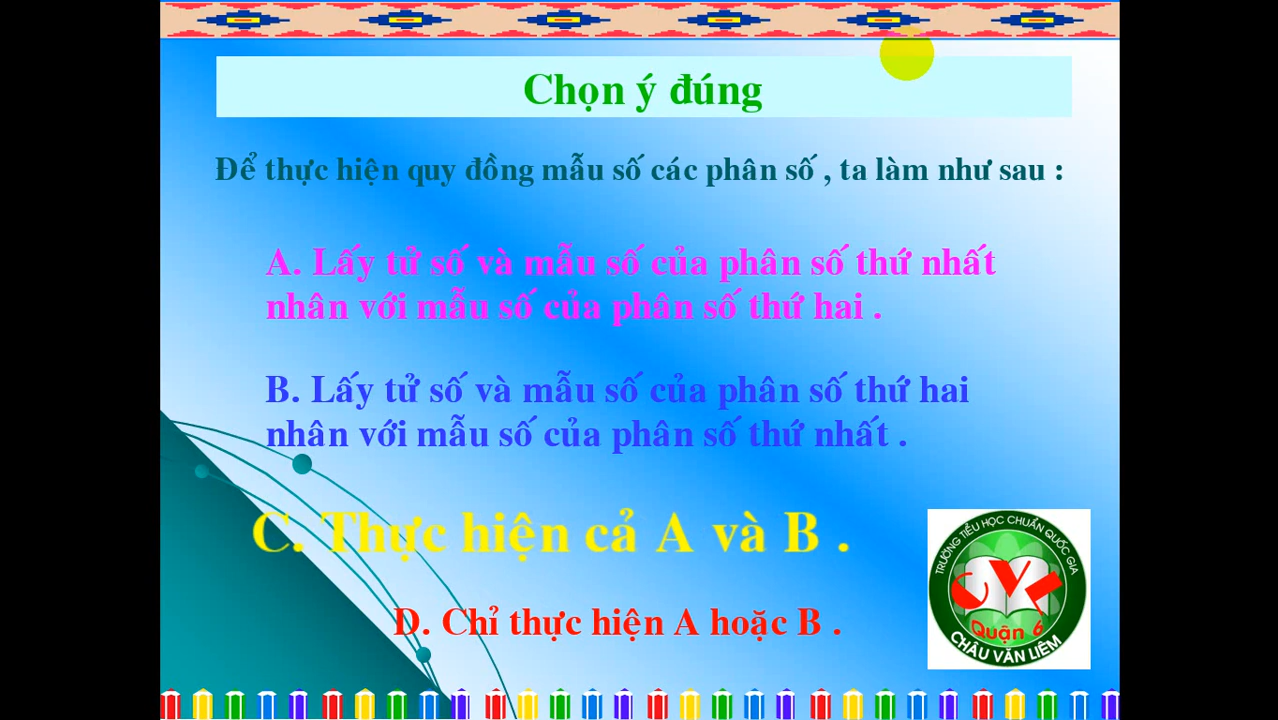 Chọn ý đúng
Để thực hiện quy đồng mẫu số các phân số , ta làm như sau :
A. Lấy tử số và mẫu số của phân số thứ nhất
nhân với mẫu số của phân số thứ hai .
B. Lấy tử số và mẫu số của phân số thứ hai
nhân với mẫu số của phân số thứ nhất .
C. Thực hiện cả A và B .
D. Chỉ thực hiện A hoặc B .
TRƯỜNG TIỂU HỌC CHUẨN QUỐC GIA
CVL
Quận 6
CHÂU VĂN LIÊM